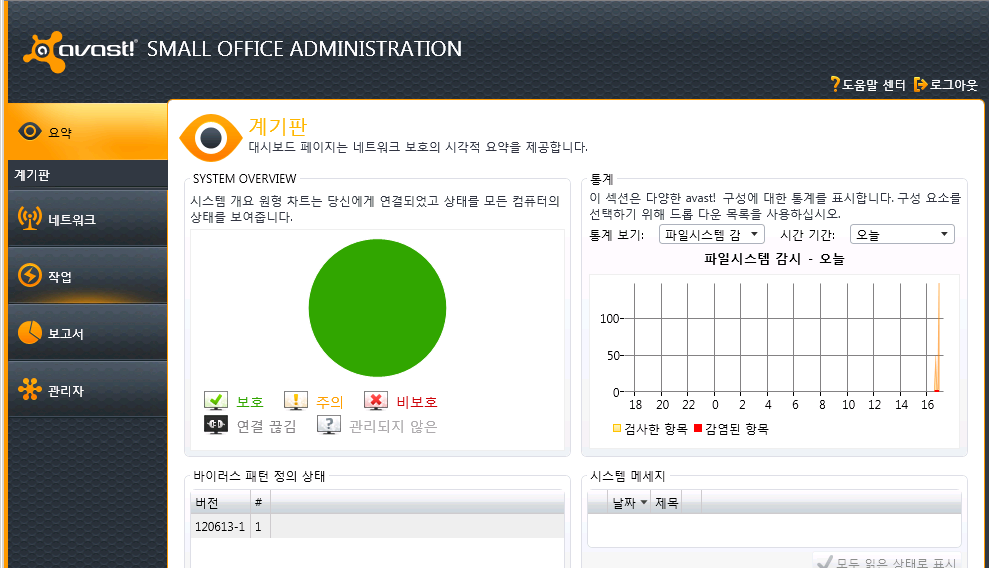 avast! SMALL OFFICE ADMINISTRATION
?도움말 센터 로그아웃
요약
계기판
네트워크
작업
보고서
관리자
계기판
대시보드 페이지는 네트워크 보호의 시각적 요약을 제공합니다.
SYSTEM OVERVIEW
시스템 개요 원형 차트는 당신에게 연결되었고 상태를 모든 컴퓨터의
상태를 보여줍니다.
보호 주의 비보호
연결 끊김 관리되지 않은
통계
이 섹션은 다양한 avast! 구성에 대한 통계를 표시합니다. 구성 요소를
선택하기 위해 드롭 다운 목록을 사용하십시오.
통계 보기: 파일시스템 감 시간 기간: 오늘
파일시스템 감시 - 오늘
100
50
0
18 20 22 0 2 4 6 8 10 12 14 16
검사한 항목 감염된 항목
바이러스 패턴 정의 상태
버전 #
120613-1 1
시스템 메세지
날짜 제목
모두 읽은 상태로 표시